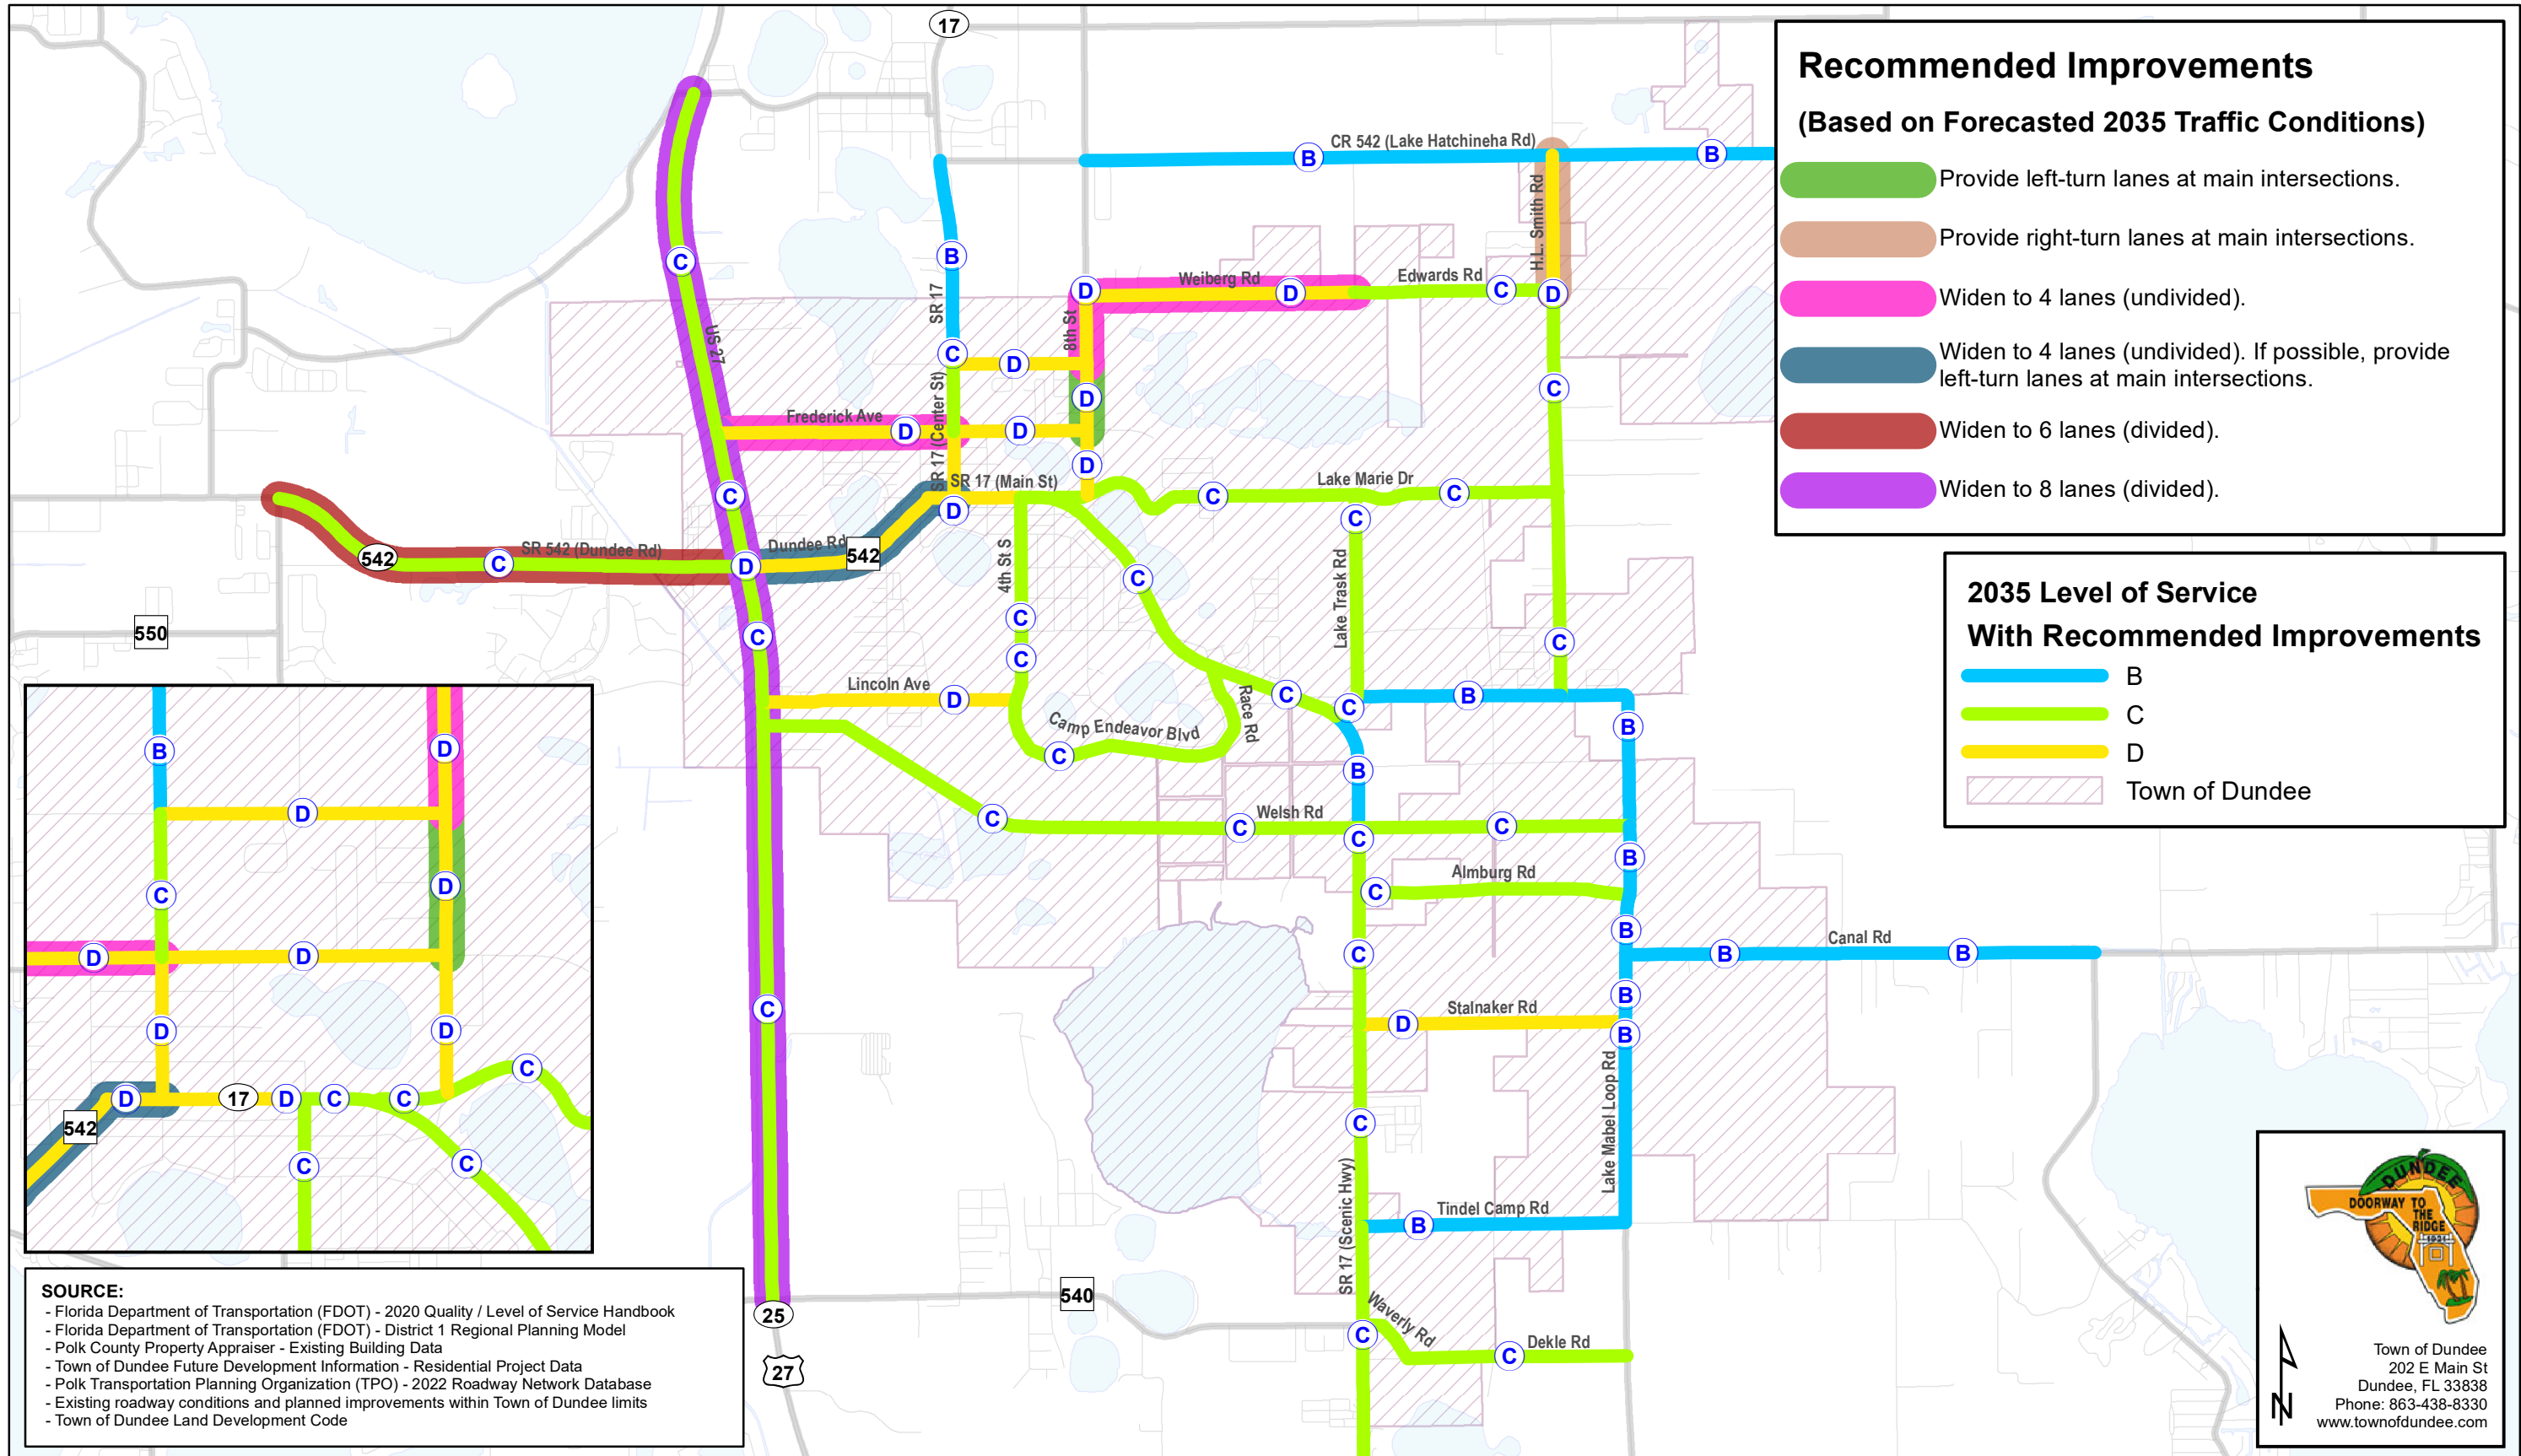 Recommended Improvements
(Based on Forecasted 2035 Traffic Conditions)
Provide left-turn lanes at main intersections.
Provide right-turn lanes at main intersections.
Widen to 4 lanes (undivided).
Widen to 4 lanes (undivided). If possible, provide
left-turn lanes at main intersections.
Widen to 6 lanes (divided).
Widen to 8 lanes (divided).
2035 Level of Service
With Recommended Improvements
B
C
D
Town of Dundee
17
CR 542 (Lake Hatchineha Rd)
B
B
H.L. Smith Rd
B
C
SR 17
US 27
Weiberg Rd
D
D
Edwards Rd
C
D
8th St
C
D
D
C
Frederick Ave
D
D
SR 17 (Center St)
D
C
SR 17 (Main St)
D
Lake Marie Dr
C
C
C
542
C
SR 542 (Dundee Rd)
D
Dundee Rd
542
4th St S
C
Lake Trask Rd
C
C
C
C
550
Lincoln Ave
D
C
C
B
B
Camp Endeavor Blvd
C
Race Rd
B
C
Welsh Rd
C
C
C
B
Almburg Rd
C
B
C
Canal Rd
B
B
B
C
Stalnaker Rd
D
B
C
Lake Mabel Loop Rd
SR 17 (Scenic Hwy)
Tindel Camp Rd
B
540
Waverly Rd
C
Dekle Rd
C
25
27
B
D
D
C
D
D
D
D
D
C
D
17
D
C
C
542
C
C
SOURCE:
- Florida Department of Transportation (FDOT) - 2020 Quality / Level of Service Handbook
- Florida Department of Transportation (FDOT) - District 1 Regional Planning Model
- Polk County Property Appraiser - Existing Building Data
- Town of Dundee Future Development Information - Residential Project Data
- Polk Transportation Planning Organization (TPO) - 2022 Roadway Network Database
- Existing roadway conditions and planned improvements within Town of Dundee limits
- Town of Dundee Land Development Code
DUNDEE
DOORWAY TO
THE
RIDGE
N
Town of Dundee
202 E Main St
Dundee, FL 33838
Phone: 863-438-8330
www.townofdundee.com